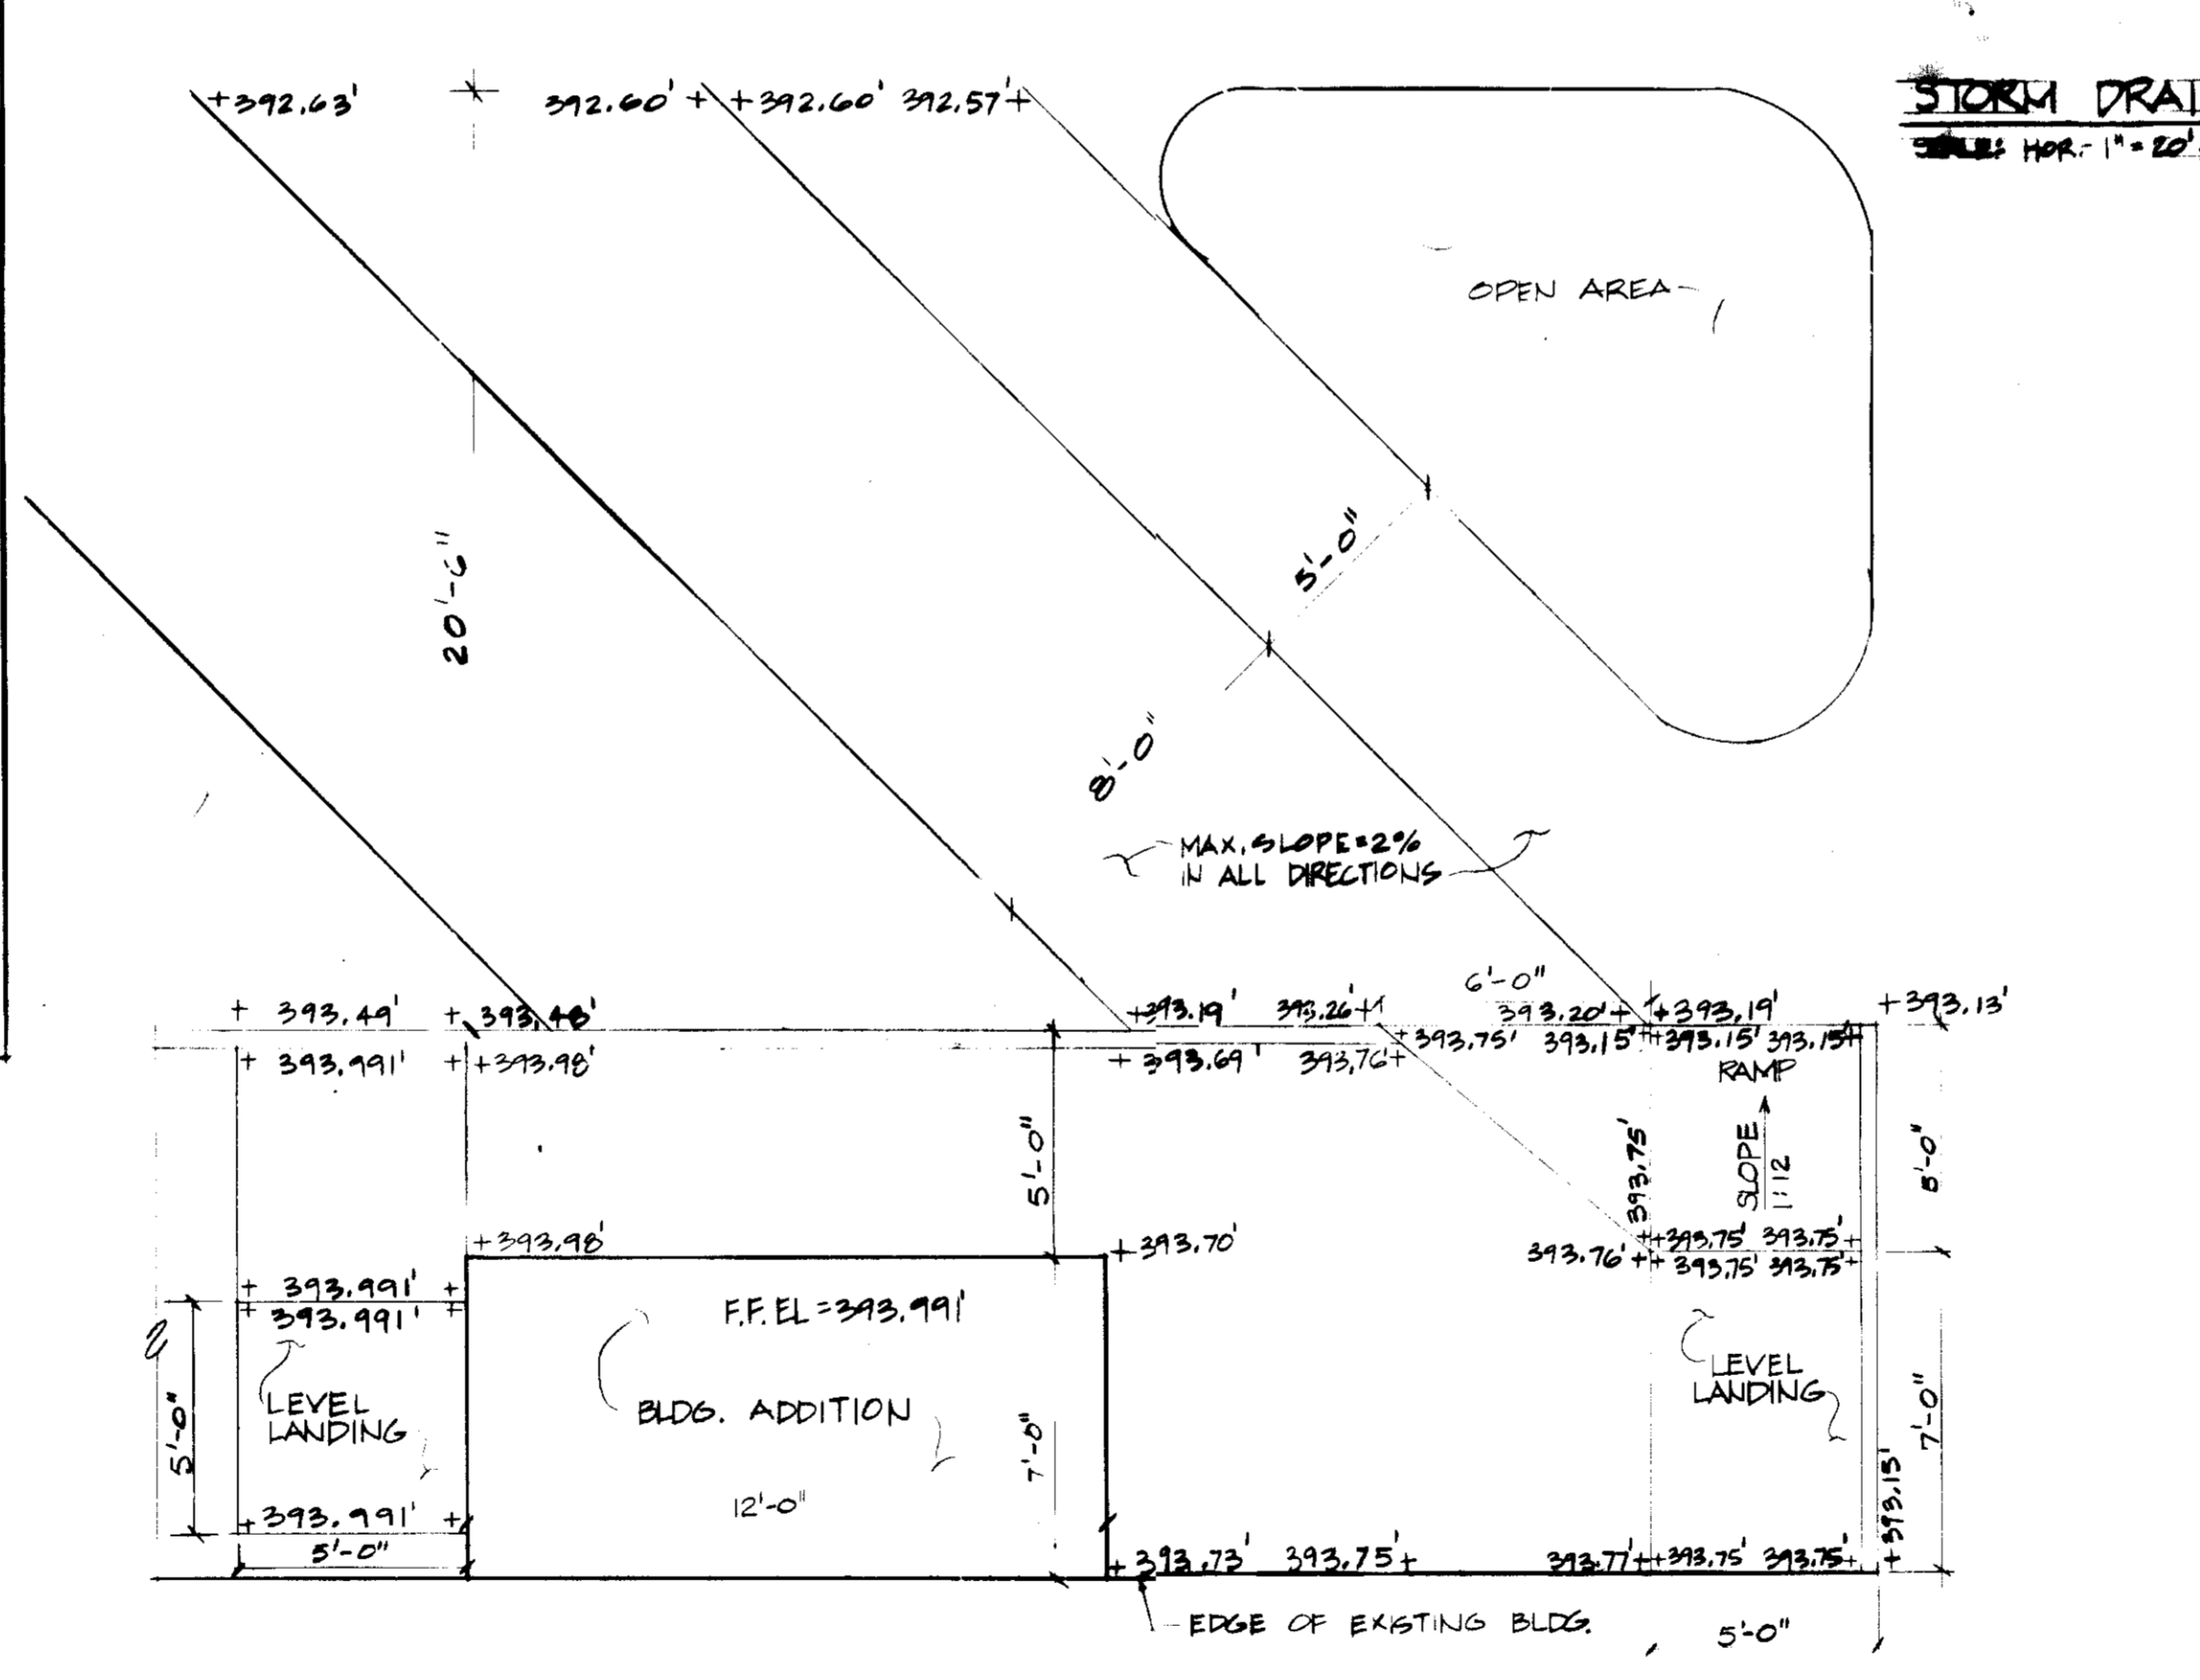 +392.63'
392.60' +
+392.60'
392.57' +
STORM DRAI
HOR.- 1" = 20'
OPEN AREA
20'-6"
5'-0"
8'-0"
MAX. SLOPE=2%
IN ALL DIRECTIONS
6'-0"
+ 393.49' +
393.48'
+393.19'
393.26'+
393.20'+
+393.19'
+393.13'
+ 393.991' +
+393.98'
+ 393.69'
393.76'+
+393.75'
393.15'+
+393.15'
393.15'+
RAMP
SLOPE
1:12
393.75'
5'-0"
5'-0"
+393.98'
+393.70'
393.76'+
+393.75'
393.75'+
+393.75'
393.75'+
+ 393.991' +
+ 393.991' +
F.F. EL = 393.991'
BLDG. ADDITION
LEVEL
LANDING
LEVEL
LANDING
5'-0"
7'-0"
7'-0"
12'-0"
+393.991' +
5'-0"
+393.73'
393.75'+
393.77'+
+393.75'
393.75'+
+393.13'
EDGE OF EXISTING BLDG.
5'-0"